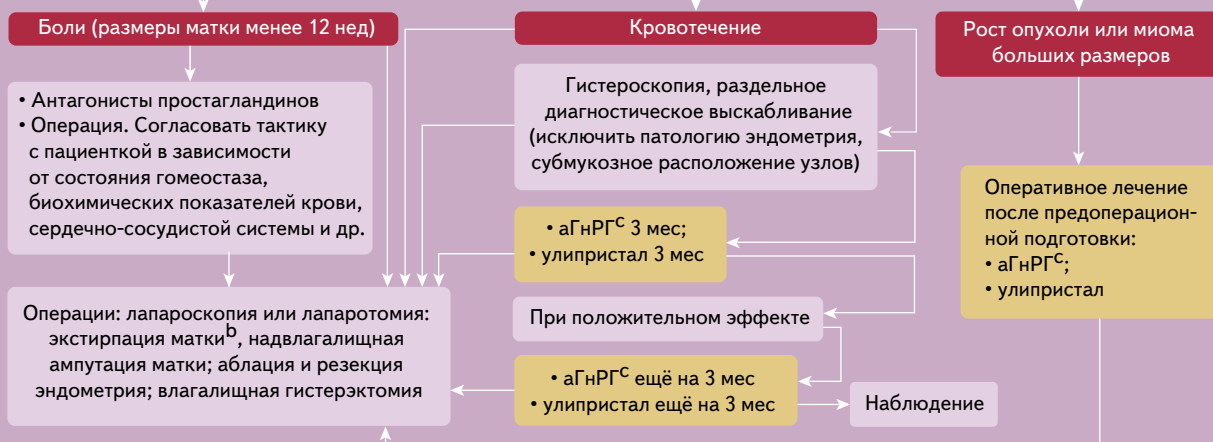 Боли (размеры матки менее 12 нед)
• Антагонисты простагландинов
• Операция. Согласовать тактику
с пациенткой в зависимости
от состояния гомеостаза,
биохимических показателей крови,
сердечно-сосудистой системы и др.
Операции: лапароскопия или лапаротомия:
экстирпация маткиb, надвлагалищная
ампутация матки; аблация и резекция
эндометрия; влагалищная гистерэктомия
Кровотечение
Гистероскопия, раздельное
диагностическое выскабливание
(исключить патологию эндометрия,
субмукозное расположение узлов)
• аГнРГc 3 мес;
• улипристал 3 мес
При положительном эффекте
• аГнРГc ещё на 3 мес
• улипристал ещё на 3 мес
Наблюдение
Рост опухоли или миома
больших размеров
Оперативное лечение
после предоперацион-
ной подготовки:
• аГнРГc;
• улипристал